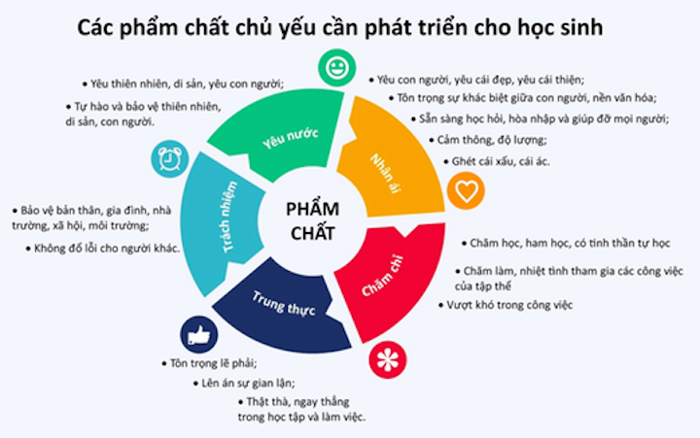 Các phẩm chất chủ yếu cần phát triển cho học sinh
• Yêu thiên nhiên, di sản, yêu con người;
• Tự hào và bảo vệ thiên nhiên,
di sản, con người.
Yêu nước
• Yêu con người, yêu cái đẹp, yêu cái thiện;
• Tôn trọng sự khác biệt giữa con người, nền văn hóa;
• Sẵn sàng học hỏi, hòa nhập và giúp đỡ mọi người;
• Cảm thông, độ lượng;
• Ghét cái xấu, cái ác.
Nhân ái
• Bảo vệ bản thân, gia đình, nhà
trường, xã hội, môi trường;
• Không đổ lỗi cho người khác.
Trách nhiệm
PHẨM
CHẤT
• Chăm học, ham học, có tinh thần tự học
• Chăm làm, nhiệt tình tham gia các công việc
của tập thể
• Vượt khó trong công việc
Chăm chỉ
Trung thực
• Tôn trọng lẽ phải;
• Lên án sự gian lận;
• Thật thà, ngay thẳng
trong học tập và làm việc.